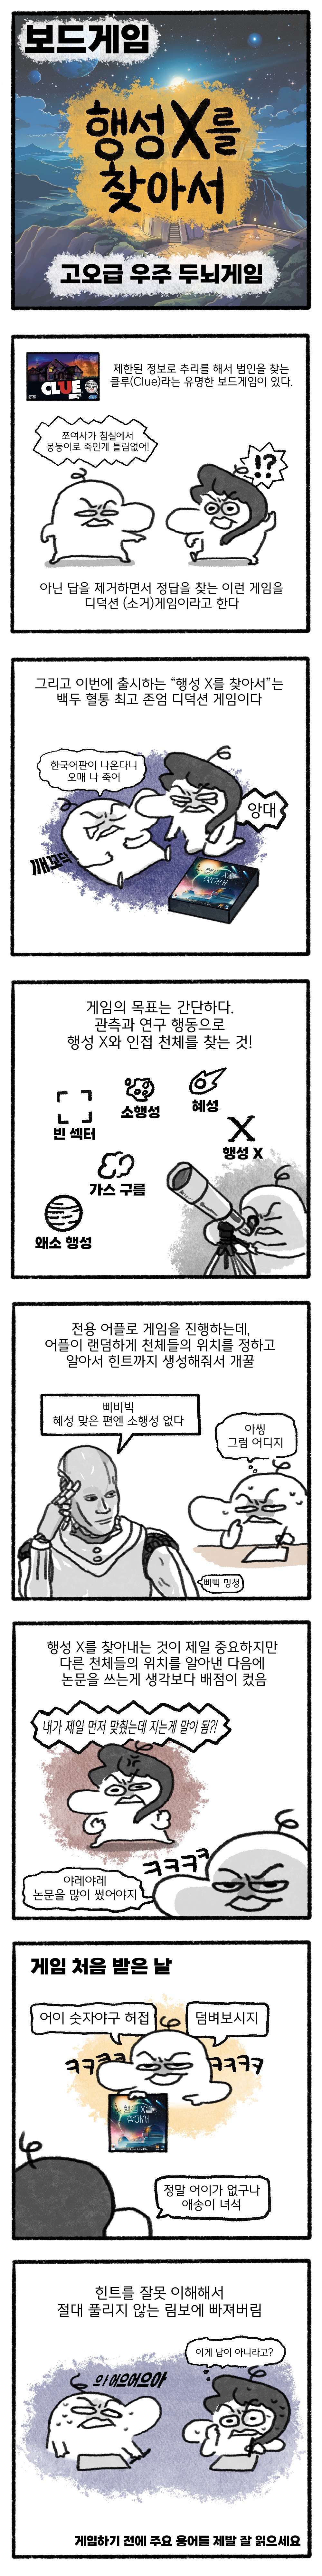 보드게임
행성X를
찾아서
고오급 우주 두뇌게임
CLUE
클루
제한된 정보로 추리를 해서 범인을 찾는
클루(Clue)라는 유명한 보드게임이 있다.
쪼여사가 침실에서
몽둥이로 죽인게 틀림없어!
!?
아닌 답을 제거하면서 정답을 찾는 이런 게임을
디덕션 (소거)게임이라고 한다
그리고 이번에 출시하는 “행성 X를 찾아서”는
백두 혈통 최고 존엄 디덕션 게임이다
한국어판이 나온다니
오매 나 죽어
앙대
깨꼬닥
행성 X를
찾아서
게임의 목표는 간단하다.
관측과 연구 행동으로
행성 X와 인접 천체를 찾는 것!
빈 섹터
소행성
혜성
행성 X
가스 구름
왜소 행성
전용 어플로 게임을 진행하는데,
어플이 랜덤하게 천체들의 위치를 정하고
알아서 힌트까지 생성해줘서 개꿀
삐비빅
혜성 맞은 편엔 소행성 없다
아씽
그럼 어디지
삐삑 멍청
행성 X를 찾아내는 것이 제일 중요하지만
다른 천체들의 위치를 알아낸 다음에
논문을 쓰는게 생각보다 배점이 컸음
내가 제일 먼저 맞췄는데 지는게 말이 됨?!
ㅋㅋㅋㅋ
야레야레
논문을 많이 썼어야지
게임 처음 받은 날
어이 숫자야구 허접
덤벼보시지
ㅋㅋㅋㅋ
ㅋㅋㅋㅋ
행성 X를
찾아서
정말 어이가 없구나
애송이 녀석
힌트를 잘못 이해해서
절대 풀리지 않는 림보에 빠져버림
이게 답이 아니라고?
으어어으어으아
게임하기 전에 주요 용어를 제발 잘 읽으세요